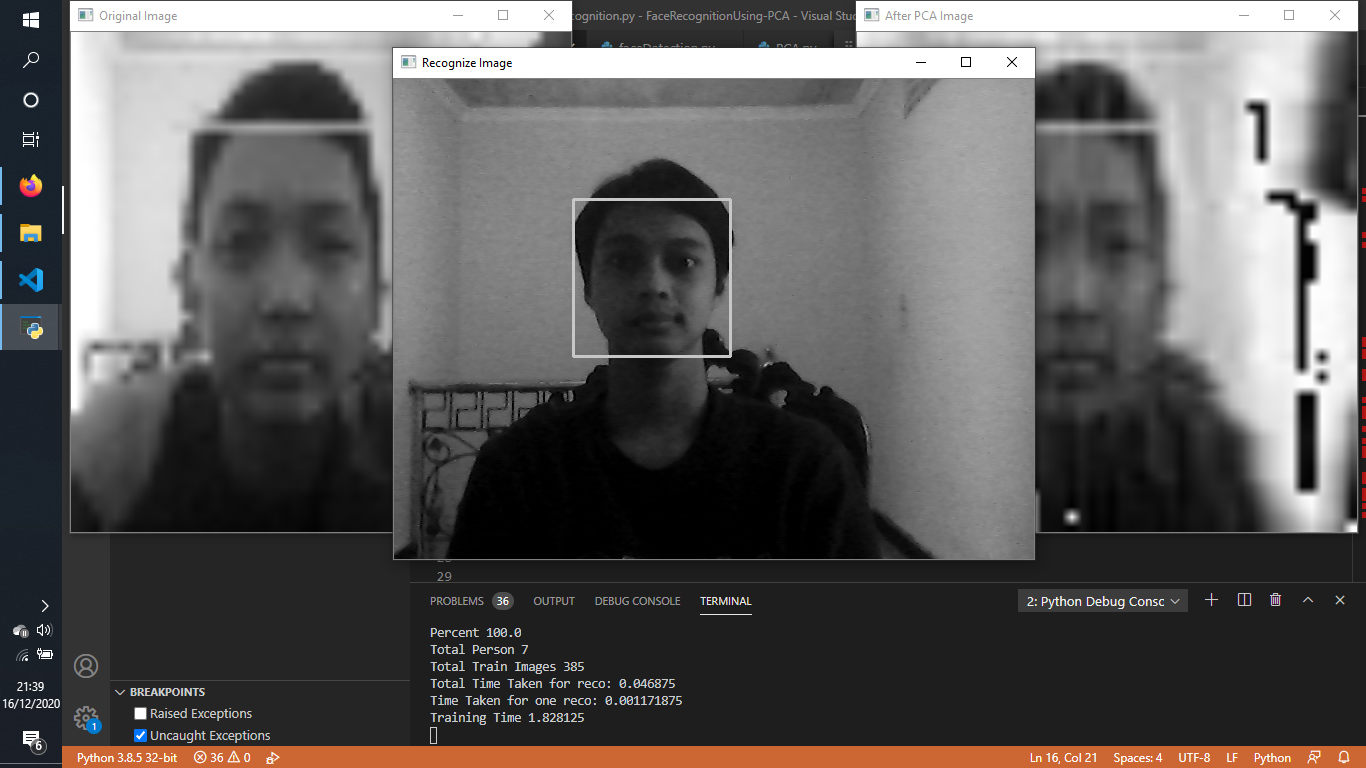 Original Image
cognition.py - FaceRecognitionUsing-PCA - Visual Stud
After PCA Image
faceDetection.py
PCA.py
Recognize Image
29
PROBLEMS 36 OUTPUT DEBUG CONSOLE TERMINAL
2: Python Debug Consc
Percent 100.0
Total Person 7
Total Train Images 385
Total Time Taken for reco: 0.046875
Time Taken for one reco: 0.001171875
Training Time 1.828125
21:39
16/12/2020
6
1
BREAKPOINTS
Raised Exceptions
Uncaught Exceptions
Python 3.8.5 32-bit
36 0
Ln 16, Col 21
Spaces: 4
UTF-8
LF
Python